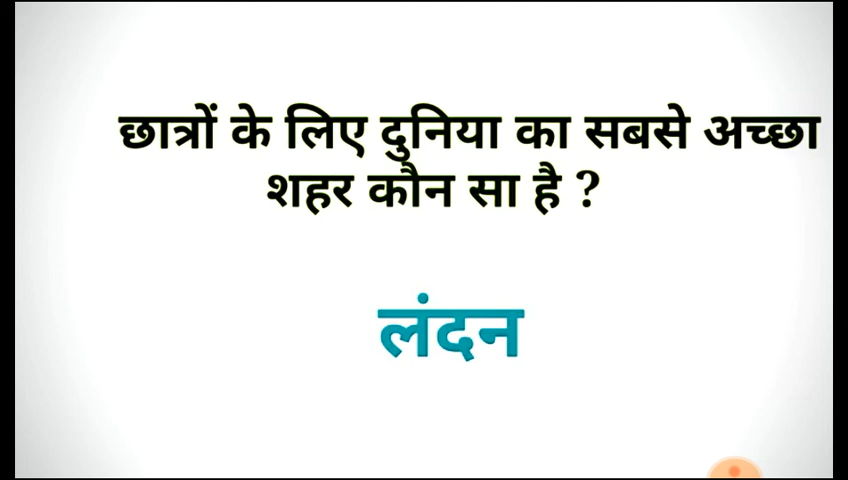 छात्रों के लिए दुनिया का सबसे अच्छा
शहर कौन सा है ?
लंदन